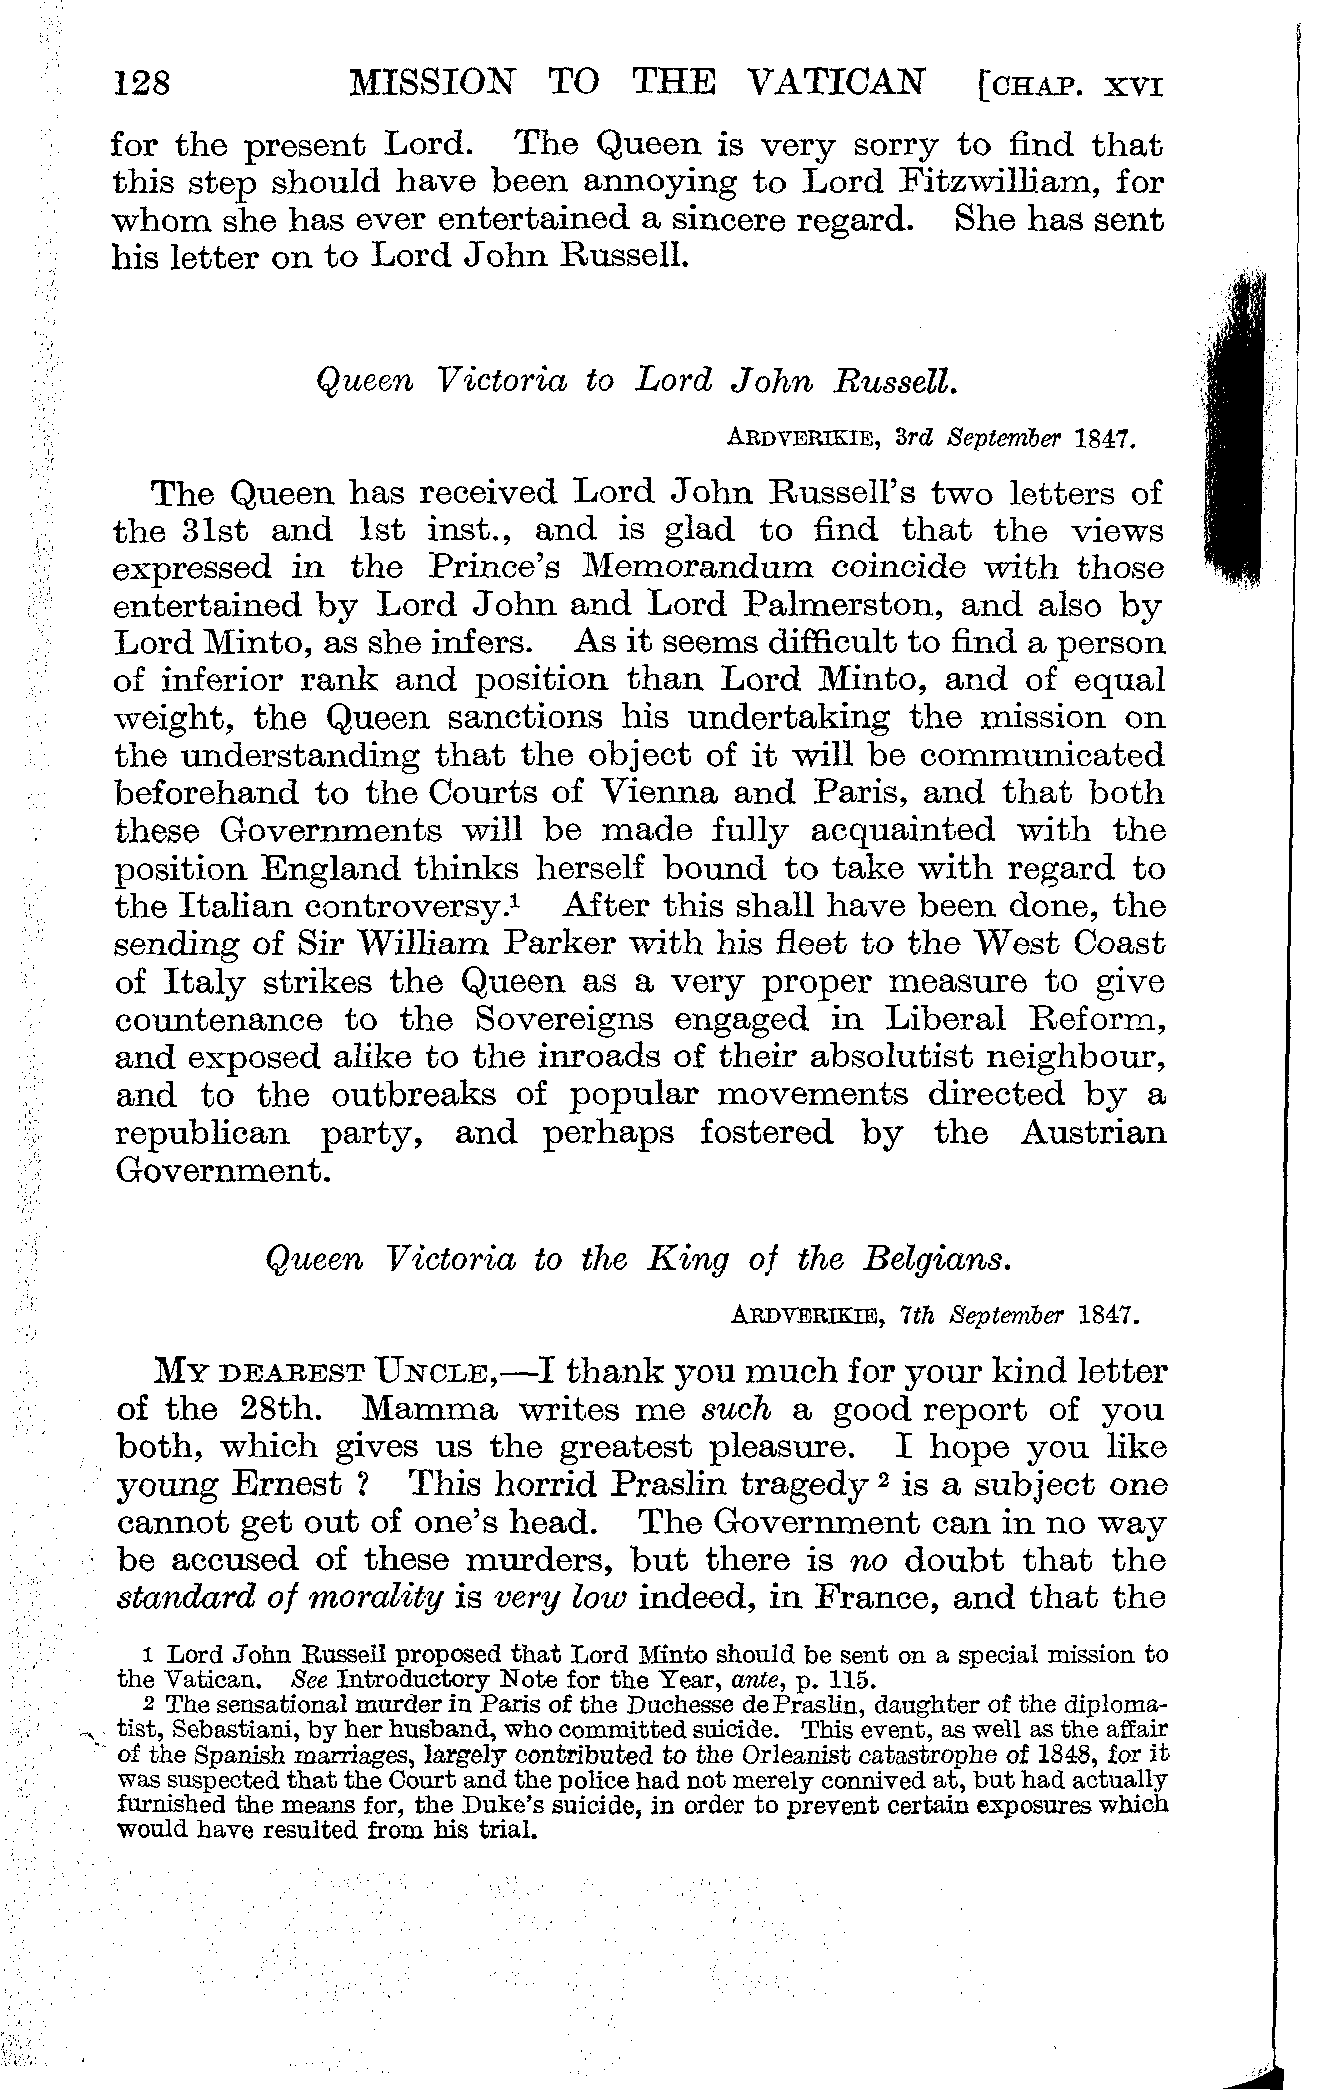 128 MISSION TO THE VATICAN [CHAP. XVI
for the present Lord. The Queen is very sorry to find that
this step should have been annoying to Lord Fitzwilliam, for
whom she has ever entertained a sincere regard. She has sent
his letter on to Lord John Russell.
Queen Victoria to Lord John Russell.
ARDVERIKIE, 3rd September 1847.
The Queen has received Lord John Russell's two letters of
the 31st and 1st inst., and is glad to find that the views
expressed in the Prince's Memorandum coincide with those
entertained by Lord John and Lord Palmerston, and also by
Lord Minto, as she infers. As it seems difficult to find a person
of inferior rank and position than Lord Minto, and of equal
weight, the Queen sanctions his undertaking the mission on
the understanding that the object of it will be communicated
beforehand to the Courts of Vienna and Paris, and that both
these Governments will be made fully acquainted with the
position England thinks herself bound to take with regard to
the Italian controversy.¹ After this shall have been done, the
sending of Sir William Parker with his fleet to the West Coast
of Italy strikes the Queen as a very proper measure to give
countenance to the Sovereigns engaged in Liberal Reform,
and exposed alike to the inroads of their absolutist neighbour,
and to the outbreaks of popular movements directed by a
republican party, and perhaps fostered by the Austrian
Government.
Queen Victoria to the King of the Belgians.
ARDVERIKIE, 7th September 1847.
MY DEAREST UNCLE,—I thank you much for your kind letter
of the 28th. Mamma writes me such a good report of you
both, which gives us the greatest pleasure. I hope you like
young Ernest ? This horrid Praslin tragedy ² is a subject one
cannot get out of one's head. The Government can in no way
be accused of these murders, but there is no doubt that the
standard of morality is very low indeed, in France, and that the
1 Lord John Russell proposed that Lord Minto should be sent on a special mission to
the Vatican. See Introductory Note for the Year, ante, p. 115.
2 The sensational murder in Paris of the Duchesse de Praslin, daughter of the diploma-
tist, Sebastiani, by her husband, who committed suicide. This event, as well as the affair
of the Spanish marriages, largely contributed to the Orleanist catastrophe of 1848, for it
was suspected that the Court and the police had not merely connived at, but had actually
furnished the means for, the Duke's suicide, in order to prevent certain exposures which
would have resulted from his trial.